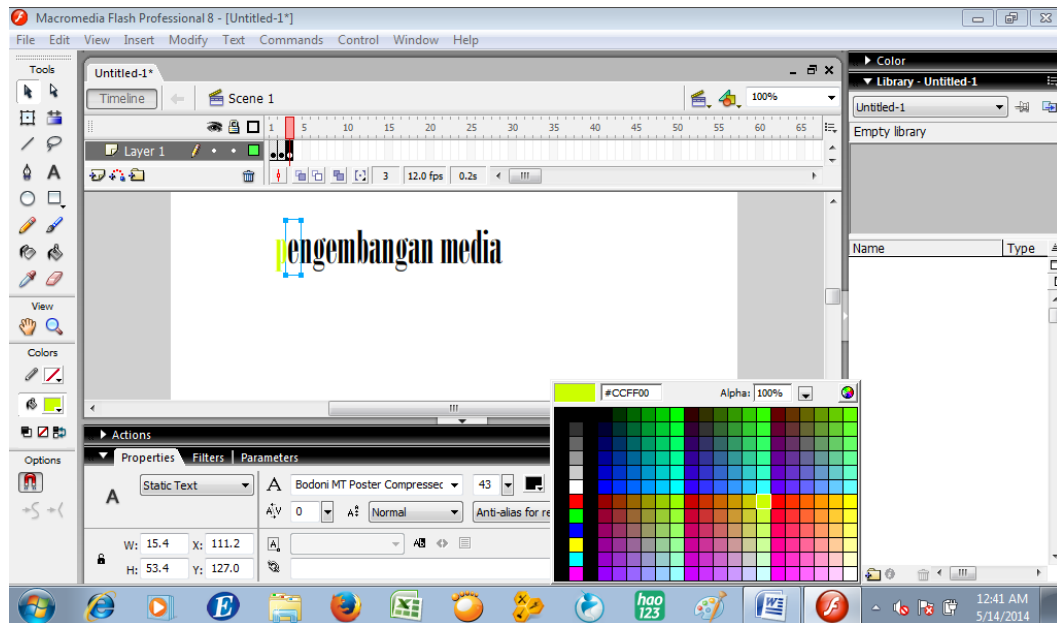 Macromedia Flash Professional 8 - [Untitled-1*]
File Edit View Insert Modify Text Commands Control Window Help
Tools
View
Colors
Options
Untitled-1*
Timeline Scene 1 100%
1 5 10 15 20 25 30 35 40 45 50 55 60 65
Layer 1
3 12.0 fps 0.2s
pengembangan media
#CCFF00 Alpha: 100%
Actions
Properties Filters Parameters
A Static Text A Bodoni MT Poster Compressec 43
A/V 0 Normal Anti-alias for re
W: 15.4 X: 111.2
H: 53.4 Y: 127.0
Color
Library - Untitled-1
Untitled-1
Empty library
Name Type
hao
123
12:41 AM
5/14/2014